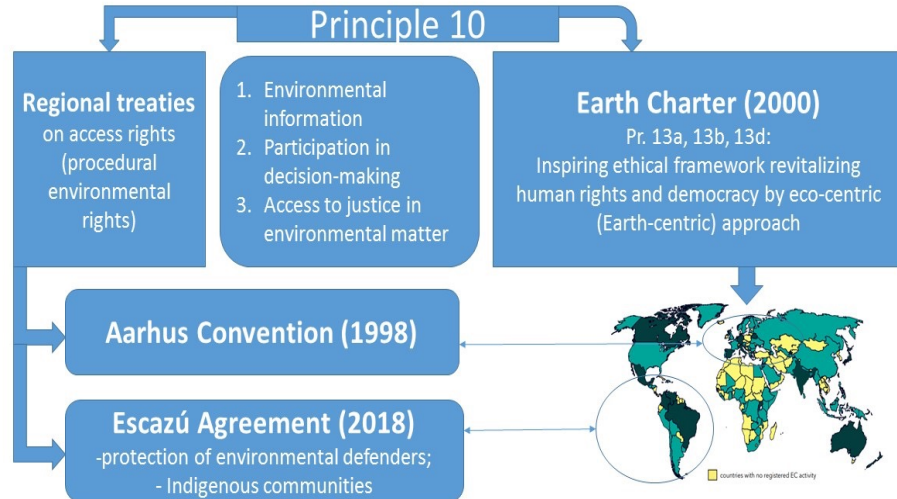 Principle 10
Regional treaties
on access rights
(procedural
environmental
rights)
1. Environmental
information
2. Participation in
decision-making
3. Access to justice in
environmental matter
Earth Charter (2000)
Pr. 13a, 13b, 13d:
Inspiring ethical framework revitalizing
human rights and democracy by eco-centric
(Earth-centric) approach
Aarhus Convention (1998)
Escazú Agreement (2018)
-protection of environmental defenders;
- Indigenous communities
countries with no registered EC activity